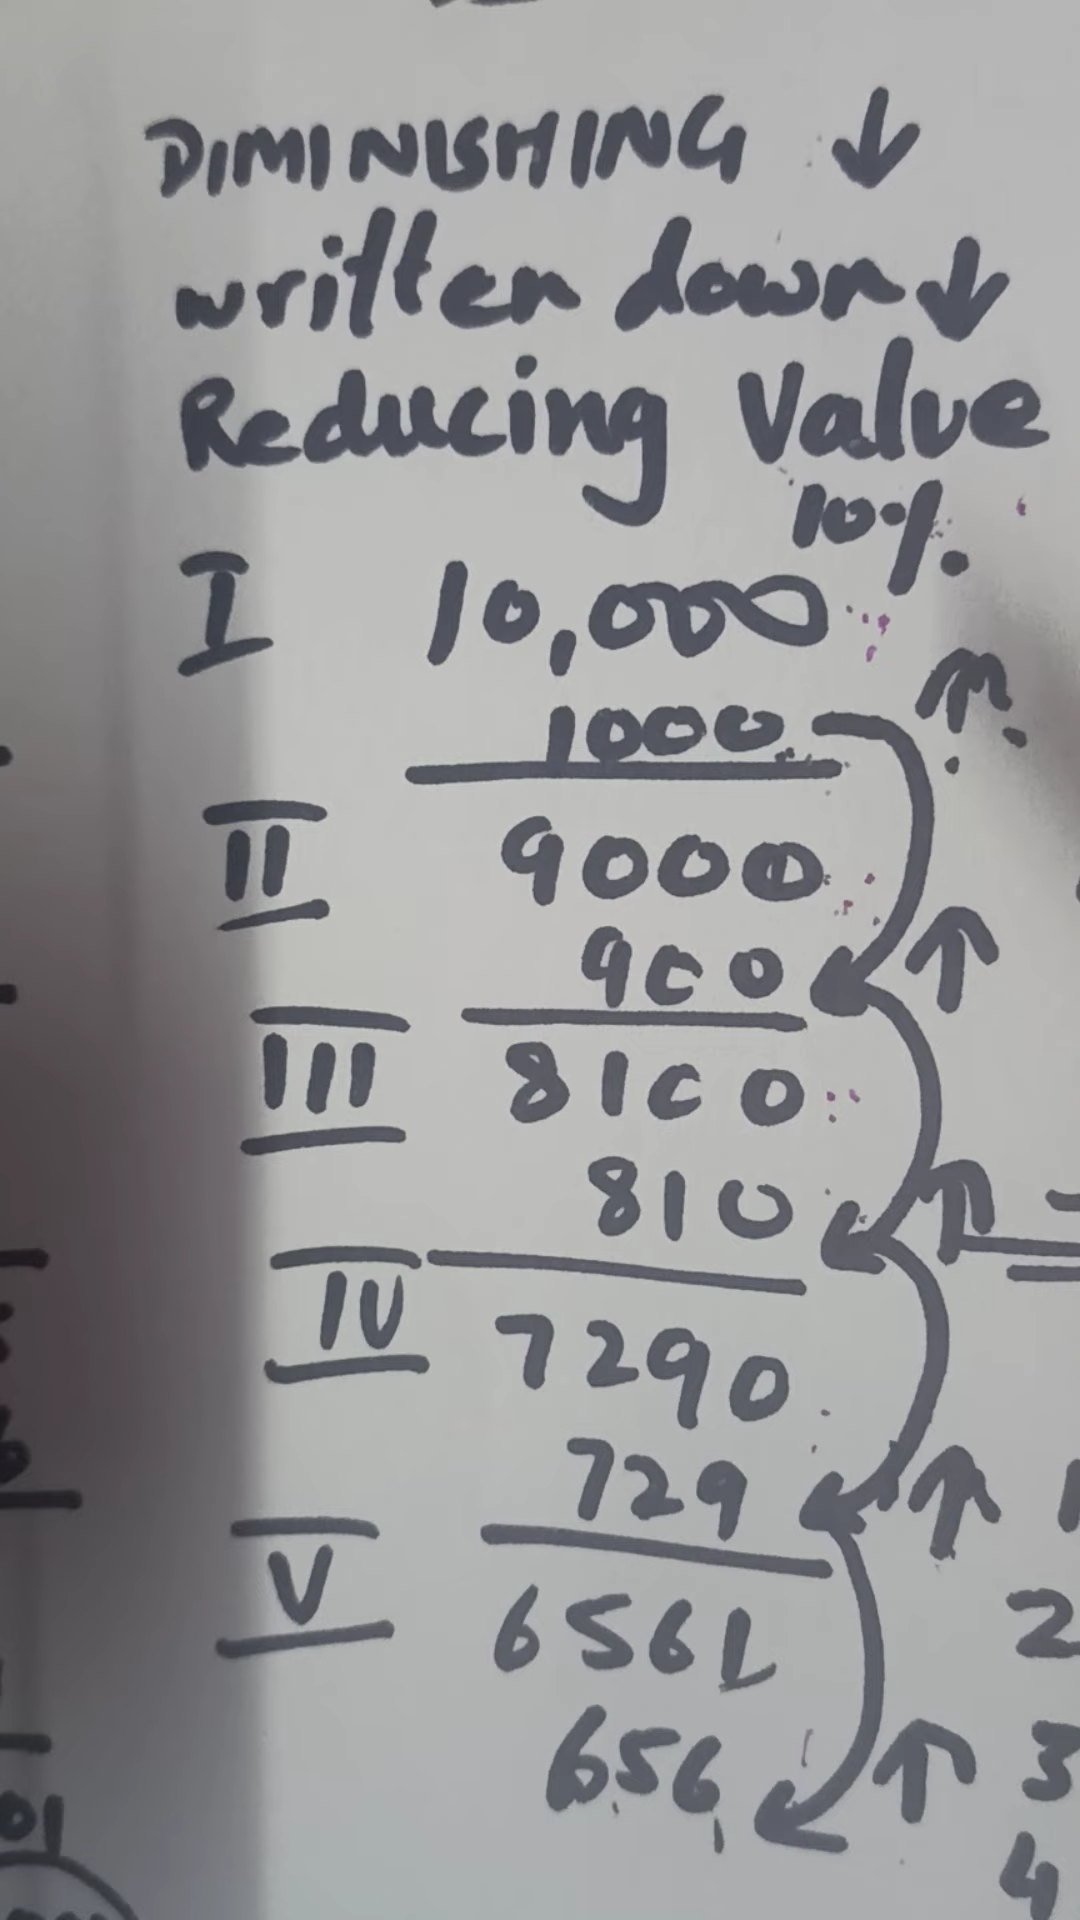 DIMINISHING ↓
written down ↓
Reducing Value
10%.
I 10,000
1000
II 9000
900
III 8100
810
IV 7290
729
V 6561
2
656
3
01
4